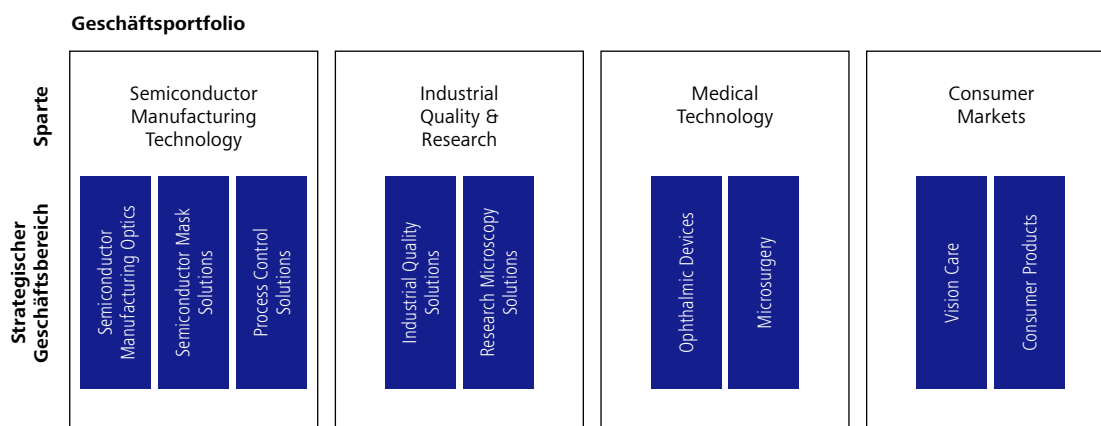 Geschäftsportfolio
Sparte
Semiconductor
Manufacturing
Technology
Industrial
Quality &
Research
Medical
Technology
Consumer
Markets
Strategischer
Geschäftsbereich
Semiconductor
Manufacturing Optics
Semiconductor Mask
Solutions
Process Control
Solutions
Industrial Quality
Solutions
Research Microscopy
Solutions
Ophthalmic Devices
Microsurgery
Vision Care
Consumer Products